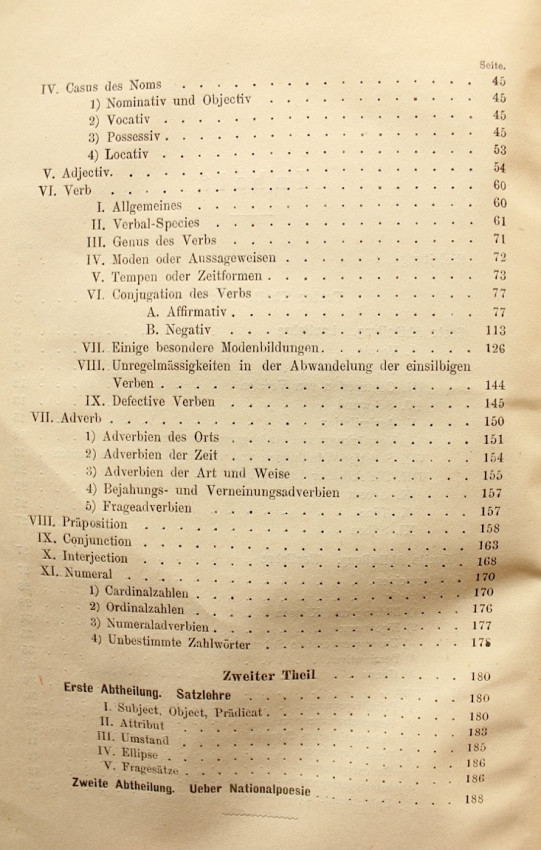 Seite.
IV. Casus des Noms . . . . . . . . . . . . . 45
1) Nominativ und Objectiv . . . . . . . . . . 45
2) Vocativ . . . . . . . . . . . . . . 45
3) Possessiv . . . . . . . . . . . . . . 45
4) Locativ . . . . . . . . . . . . . . 53
V. Adjectiv. . . . . . . . . . . . . . . . 54
VI. Verb . . . . . . . . . . . . . . . . 60
I. Allgemeines . . . . . . . . . . . . . 60
II. Verbal-Species . . . . . . . . . . . . 61
III. Genus des Verbs . . . . . . . . . . . 71
IV. Moden oder Aussageweisen . . . . . . . . . 72
V. Tempen oder Zeitformen . . . . . . . . . . 73
VI. Conjugation des Verbs . . . . . . . . . . 77
A. Affirmativ . . . . . . . . . . . . 77
B. Negativ . . . . . . . . . . . . 113
VII. Einige besondere Modenbildungen. . . . . . . . 126
VIII. Unregelmässigkeiten in der Abwandelung der einsilbigen
Verben . . . . . . . . . . . . . . 144
IX. Defective Verben . . . . . . . . . . . 145
VII. Adverb . . . . . . . . . . . . . . . 150
1) Adverbien des Orts . . . . . . . . . . . 151
2) Adverbien der Zeit . . . . . . . . . . . 154
3) Adverbien der Art und Weise . . . . . . . . 155
4) Bejahungs- und Verneinungsadverbien . . . . . . 157
5) Frageadverbien . . . . . . . . . . . . 157
VIII. Präposition . . . . . . . . . . . . . . 158
IX. Conjunction . . . . . . . . . . . . . . 163
X. Interjection . . . . . . . . . . . . . . 168
XI. Numeral . . . . . . . . . . . . . . . 170
1) Cardinalzahlen . . . . . . . . . . . . 170
2) Ordinalzahlen . . . . . . . . . . . . 176
3) Numeraladverbien . . . . . . . . . . . . 177
4) Unbestimmte Zahlwörter . . . . . . . . . . 178
Zweiter Theil . . . . . . . 180
Erste Abtheilung. Satzlehre . . . . . . . . . . 180
I. Subject, Object, Prädicat . . . . . . . . . . 180
II. Attribut . . . . . . . . . . . . . 183
III. Umstand . . . . . . . . . . . . . 185
IV. Ellipse . . . . . . . . . . . . . 186
V. Fragesätze . . . . . . . . . . . . . 186
Zweite Abtheilung. Ueber Nationalpoesie . . . . . . . 188